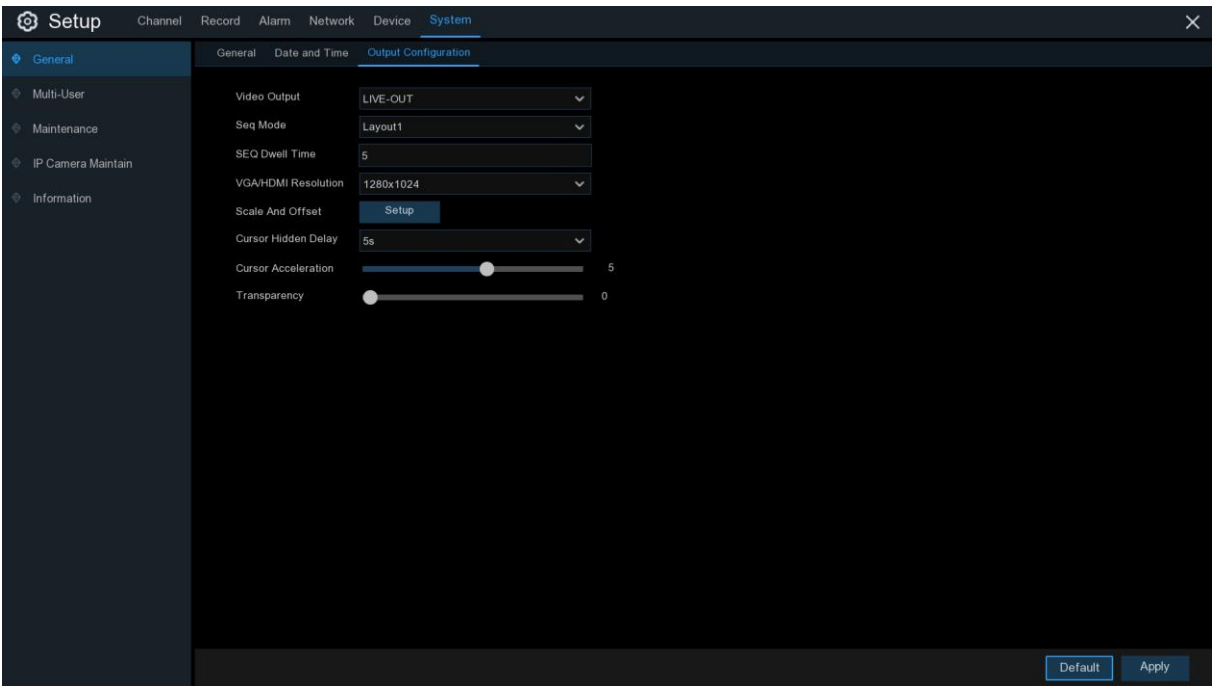 Setup Channel Record Alarm Network Device System
General Date and Time Output Configuration
General
Multi-User
Maintenance
IP Camera Maintain
Information
Video Output LIVE-OUT
Seq Mode Layout1
SEQ Dwell Time 5
VGA/HDMI Resolution 1280x1024
Scale And Offset Setup
Cursor Hidden Delay 5s
Cursor Acceleration 5
Transparency 0
Default Apply